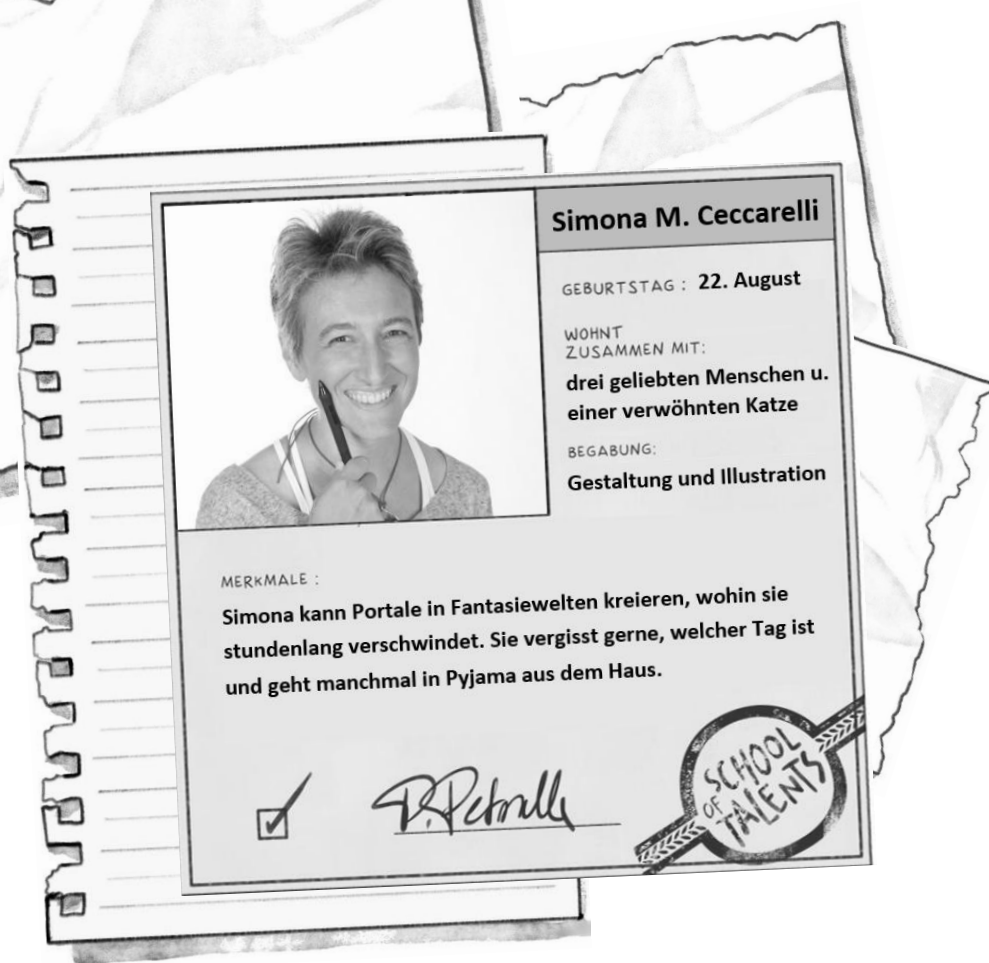 Simona M. Ceccarelli
GEBURTSTAG : 22. August
WOHNT
ZUSAMMEN MIT:
drei geliebten Menschen u.
einer verwöhnten Katze
BEGABUNG:
Gestaltung und Illustration
MERKMALE :
Simona kann Portale in Fantasiewelten kreieren, wohin sie
stundenlang verschwindet. Sie vergisst gerne, welcher Tag ist
und geht manchmal in Pyjama aus dem Haus.
SCHOOL
OF
TALENTS